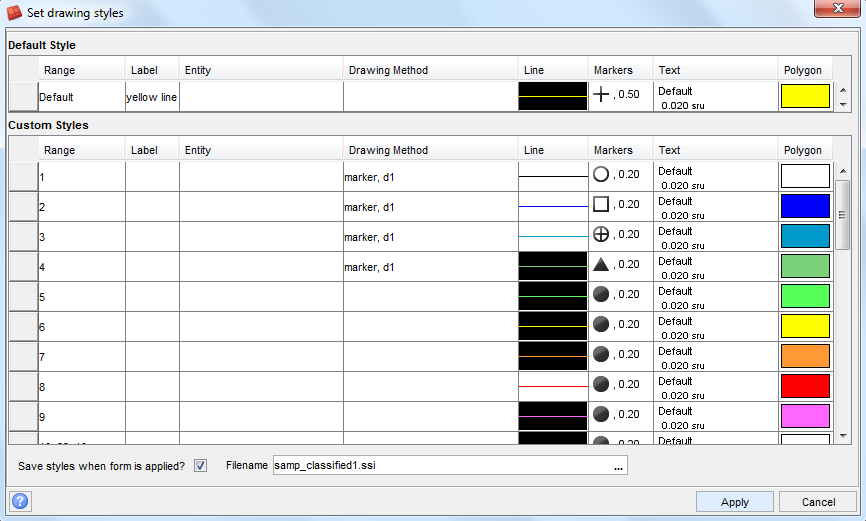 Set drawing styles
Default Style
Range Label Entity Drawing Method Line Markers Text Polygon
Default yellow line , 0.50 Default
0.020 sru
Custom Styles
Range Label Entity Drawing Method Line Markers Text Polygon
1 marker, d1 , 0.20 Default
0.020 sru
2 marker, d1 , 0.20 Default
0.020 sru
3 marker, d1 , 0.20 Default
0.020 sru
4 marker, d1 , 0.20 Default
0.020 sru
5 , 0.20 Default
0.020 sru
6 , 0.20 Default
0.020 sru
7 , 0.20 Default
0.020 sru
8 , 0.20 Default
0.020 sru
9 , 0.20 Default
0.020 sru
, 0.20 Default
Save styles when form is applied? Filename samp_classified1.ssi ...
? Apply Cancel